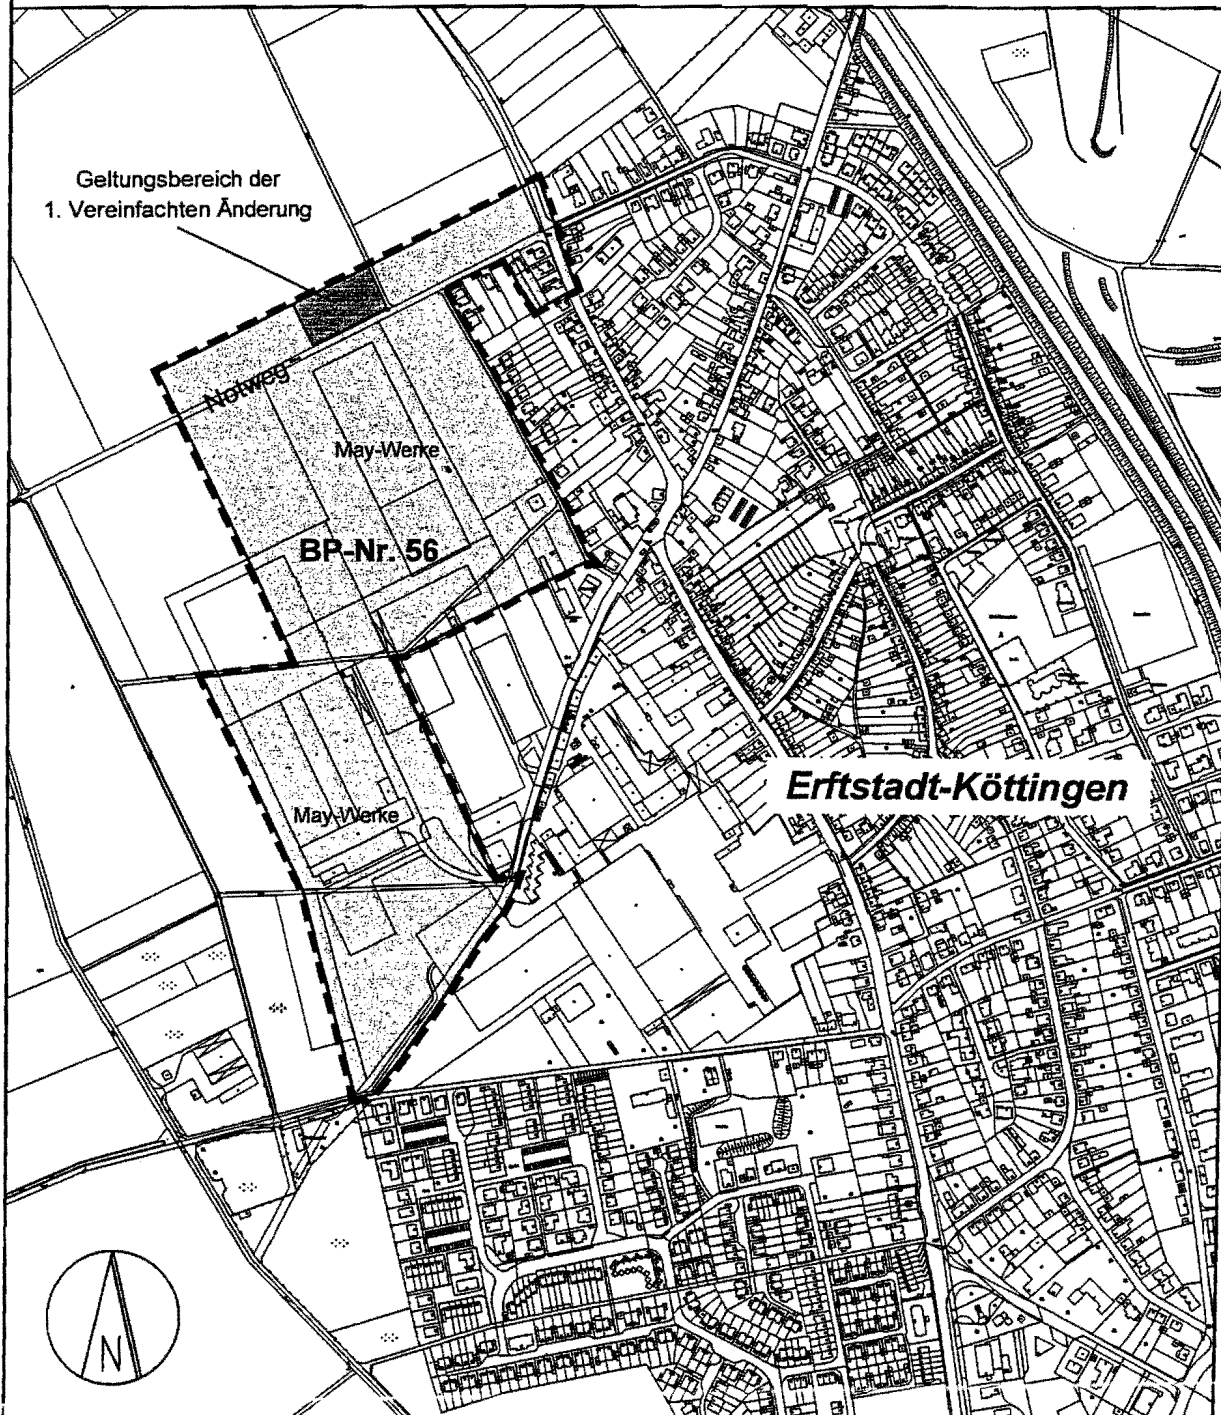 Geltungsbereich der
1. Vereinfachten Änderung
Notweg
May-Werke
BP-Nr. 56
Erftstadt-Köttingen
May-Werke
N